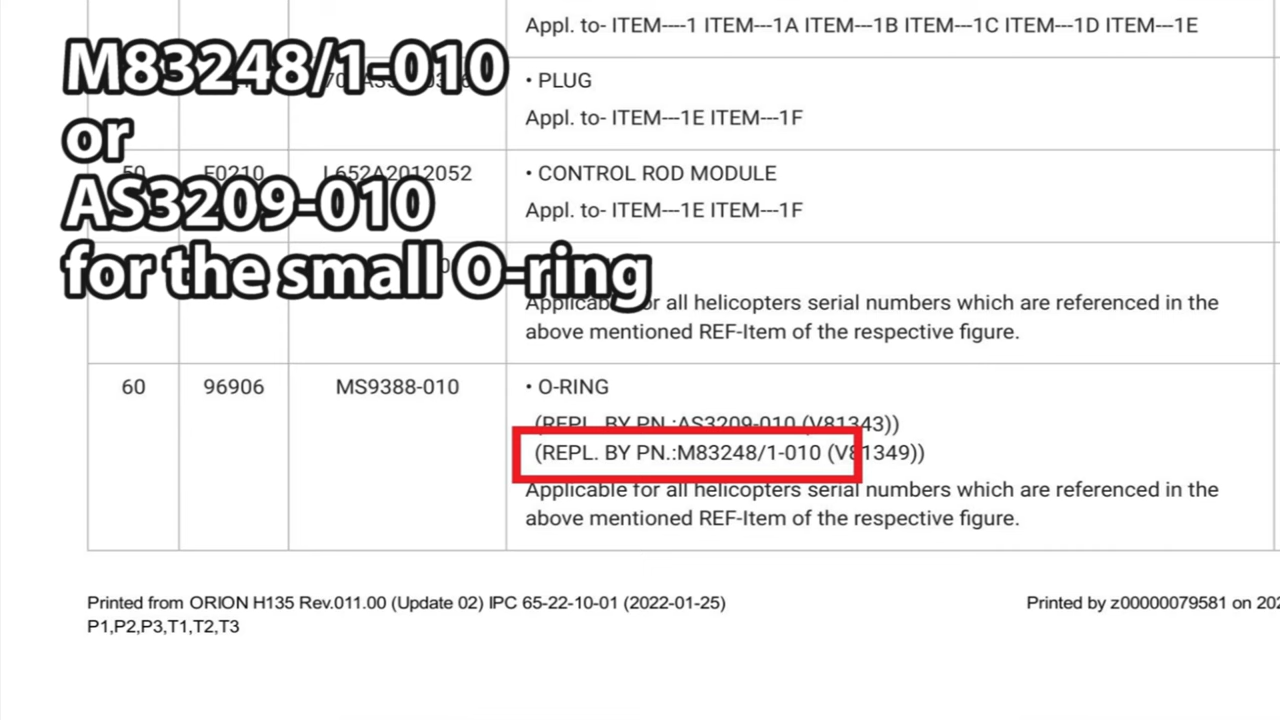 M83248/1-010
or
AS3209-010
for the small O-ring
Appl. to- ITEM----1 ITEM---1A ITEM---1B ITEM---1C ITEM---1D ITEM---1E
• PLUG
Appl. to- ITEM---1E ITEM---1F
50 F0210 L652A2012052 • CONTROL ROD MODULE
Appl. to- ITEM---1E ITEM---1F
Applicable for all helicopters serial numbers which are referenced in the
above mentioned REF-Item of the respective figure.
60 96906 MS9388-010 • O-RING
(REPL. BY PN.:AS3209-010 (V81343))
(REPL. BY PN.:M83248/1-010 (V81349))
Applicable for all helicopters serial numbers which are referenced in the
above mentioned REF-Item of the respective figure.
Printed from ORION H135 Rev.011.00 (Update 02) IPC 65-22-10-01 (2022-01-25) Printed by z00000079581 on 202
P1,P2,P3,T1,T2,T3